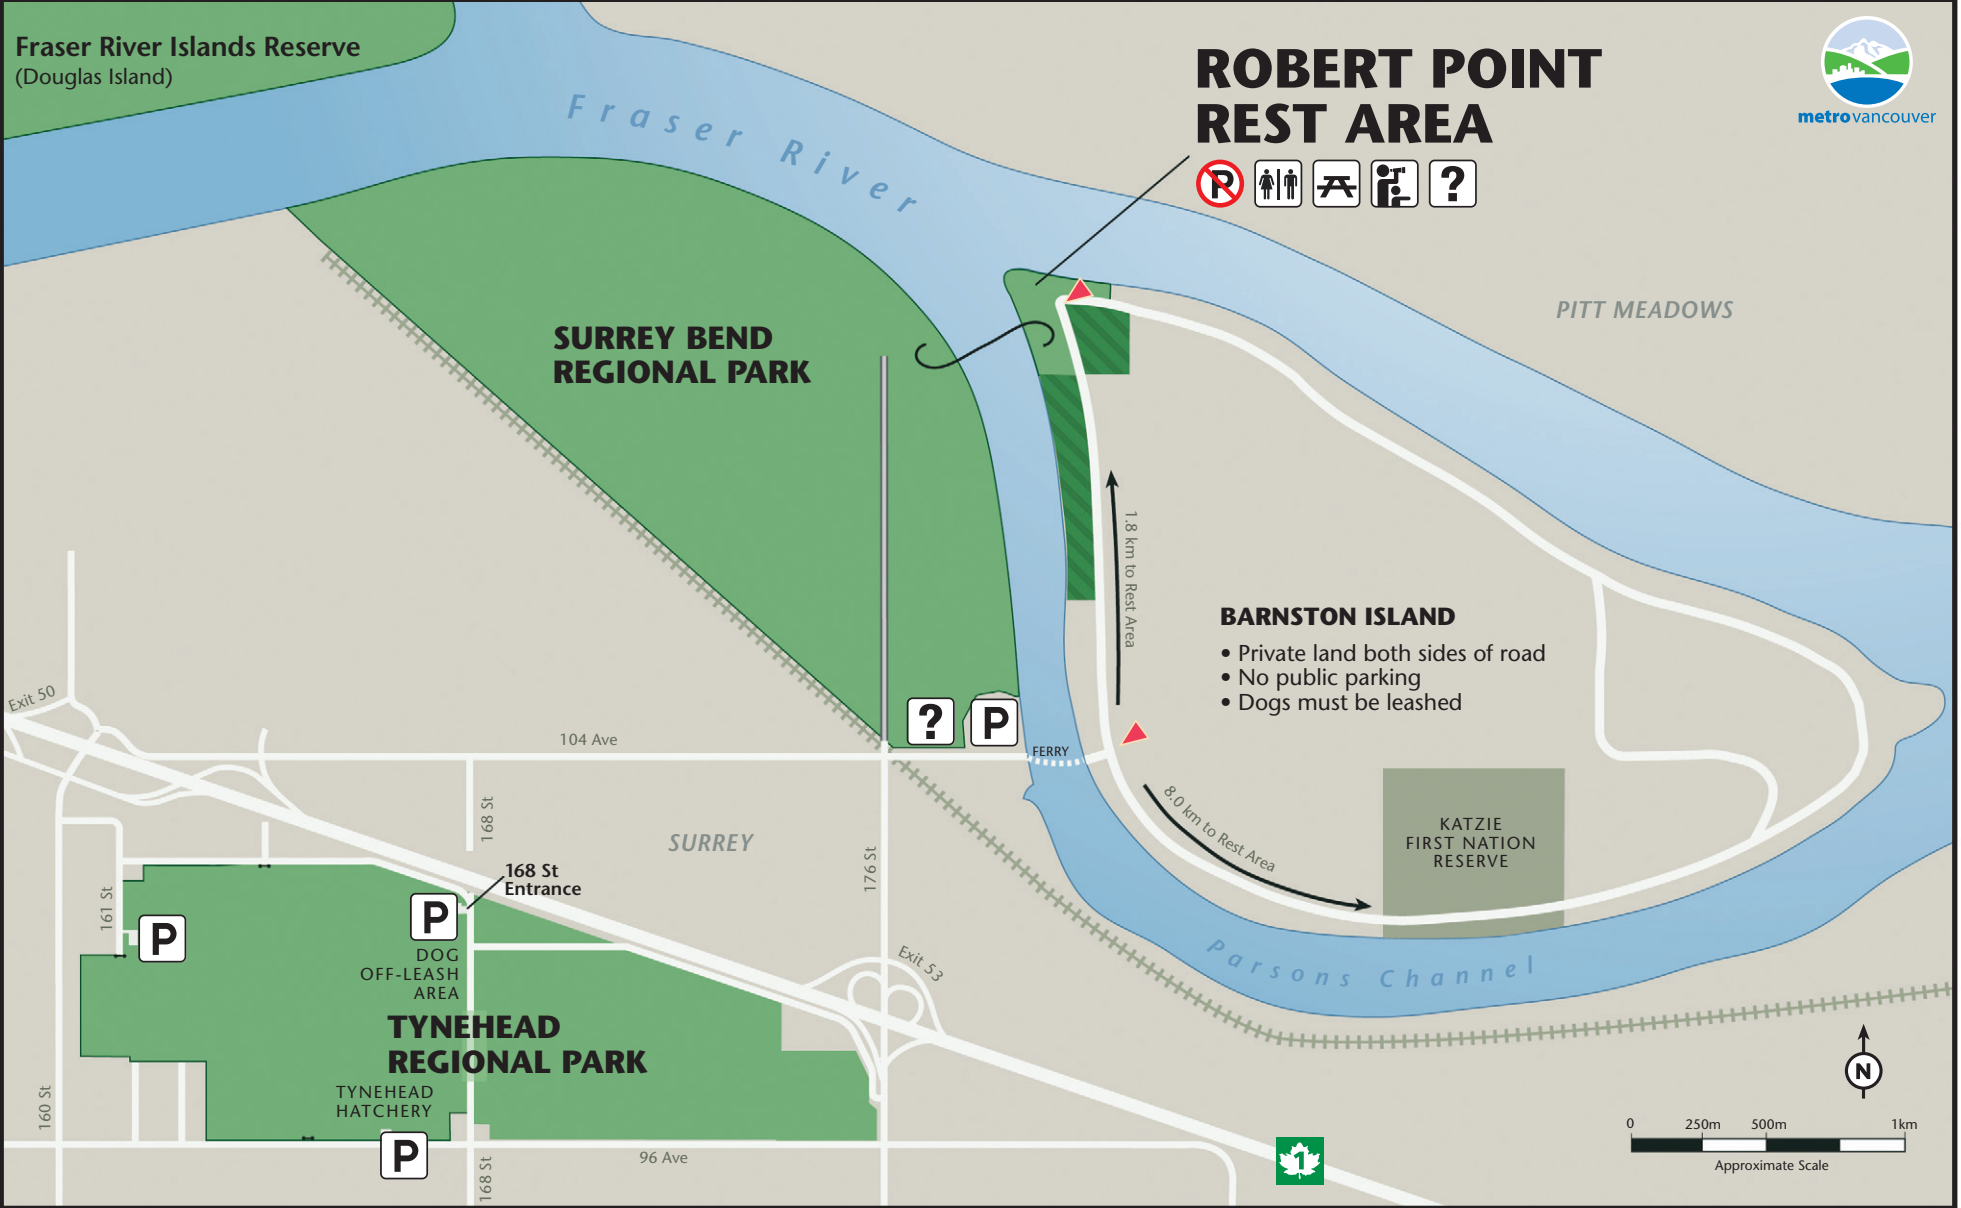 Fraser River Islands Reserve
(Douglas Island)
Fraser River
ROBERT POINT
REST AREA
P
?
metrovancouver
PITT MEADOWS
SURREY BEND
REGIONAL PARK
1.8 km to Rest Area
BARNSTON ISLAND
• Private land both sides of road
• No public parking
• Dogs must be leashed
Exit 50
?
P
104 Ave
FERRY
8.0 km to Rest Area
168 St
SURREY
176 St
KATZIE
FIRST NATION
RESERVE
168 St
Entrance
161 St
P
P
DOG
OFF-LEASH
AREA
Exit 53
Parsons Channel
TYNEHEAD
REGIONAL PARK
TYNEHEAD
HATCHERY
160 St
P
168 St
96 Ave
1
N
0 250m 500m 1km
Approximate Scale